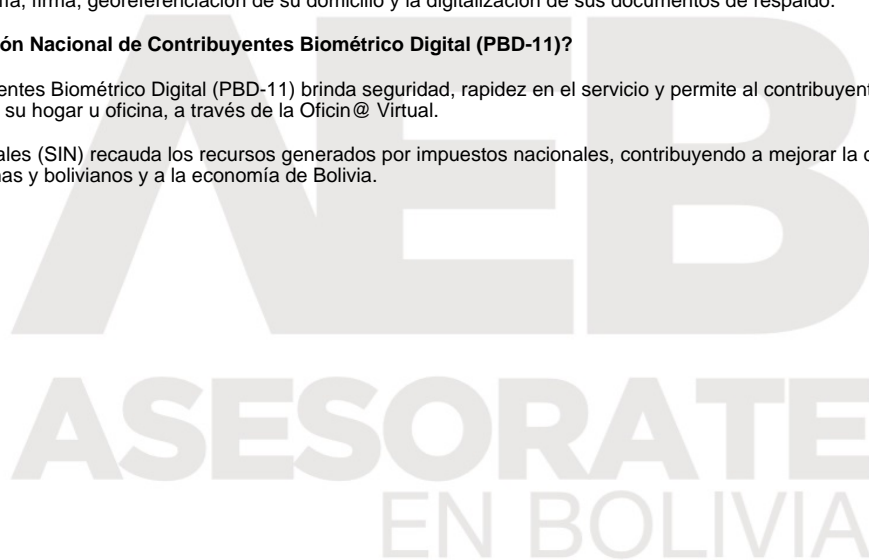 firma, georeferenciación de su domicilio y la digitalización de sus documentos de respaldo.
ón Nacional de Contribuyentes Biométrico Digital (PBD-11)?
entes Biométrico Digital (PBD-11) brinda seguridad, rapidez en el servicio y permite al contribuyent
su hogar u oficina, a través de la Oficin@ Virtual.
ales (SIN) recauda los recursos generados por impuestos nacionales, contribuyendo a mejorar la c
nas y bolivianos y a la economía de Bolivia.
AEB
ASESORATE
EN BOLIVIA